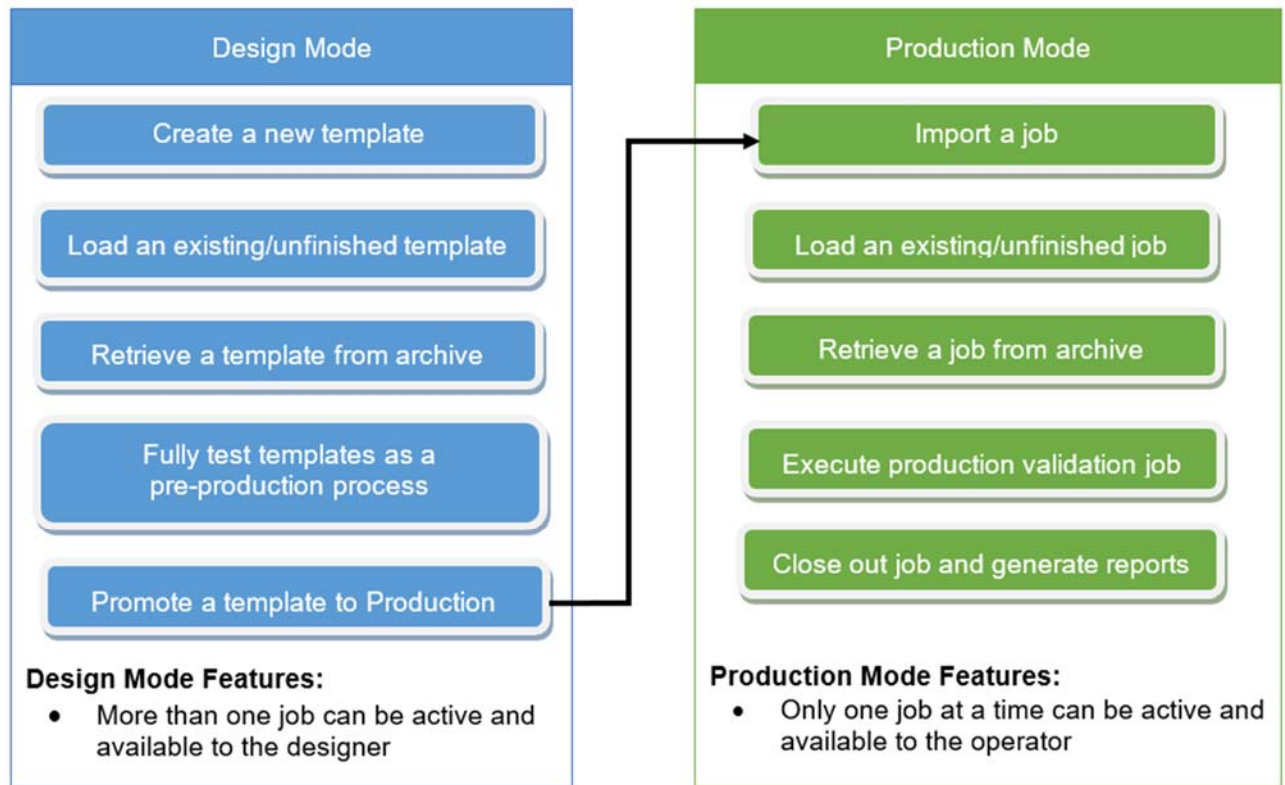 Design Mode
Create a new template
Load an existing/unfinished template
Retrieve a template from archive
Fully test templates as a
pre-production process
Promote a template to Production
Design Mode Features:
• More than one job can be active and
available to the designer
Production Mode
Import a job
Load an existing/unfinished job
Retrieve a job from archive
Execute production validation job
Close out job and generate reports
Production Mode Features:
• Only one job at a time can be active and
available to the operator